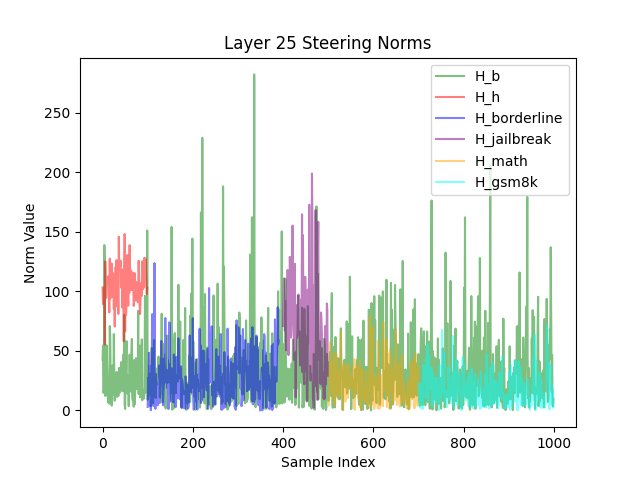 Layer 25 Steering Norms
H_b
H_h
H_borderline
H_jailbreak
H_math
H_gsm8k
Norm Value
250
200
150
100
50
0
0
200
400
600
800
1000
Sample Index